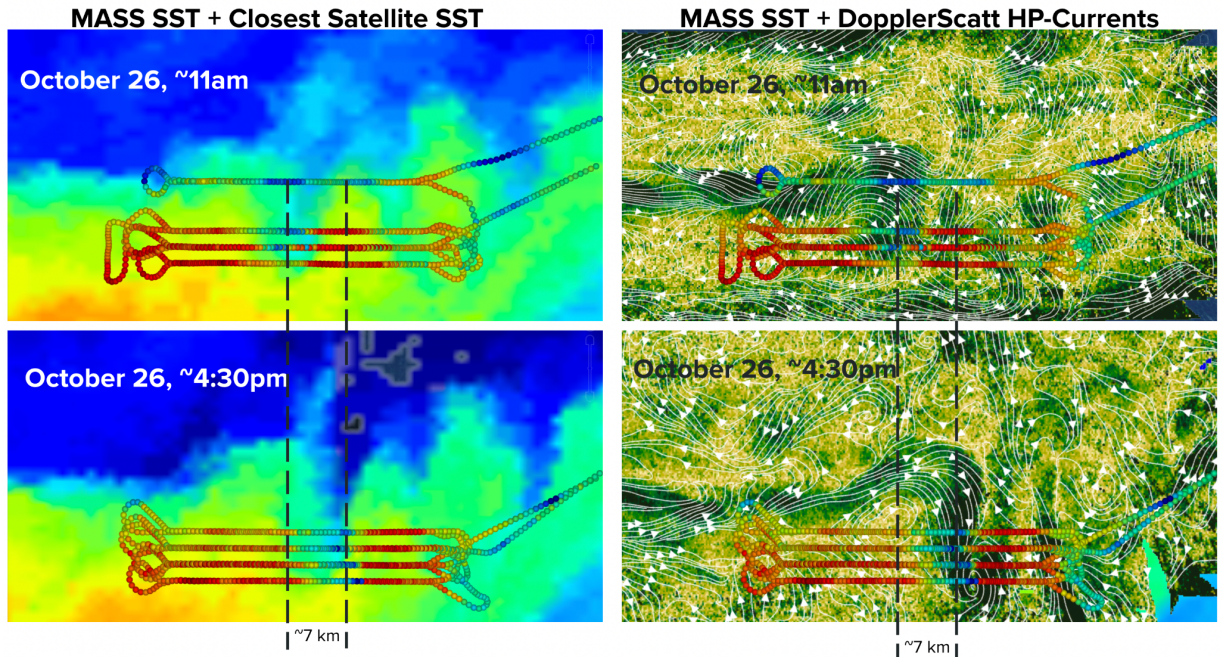 MASS SST + Closest Satellite SST
MASS SST + DopplerScatt HP-Currents
October 26, ~11am
October 26, ~11am
October 26, ~4:30pm
October 26, ~4:30pm
~7 km
~7 km